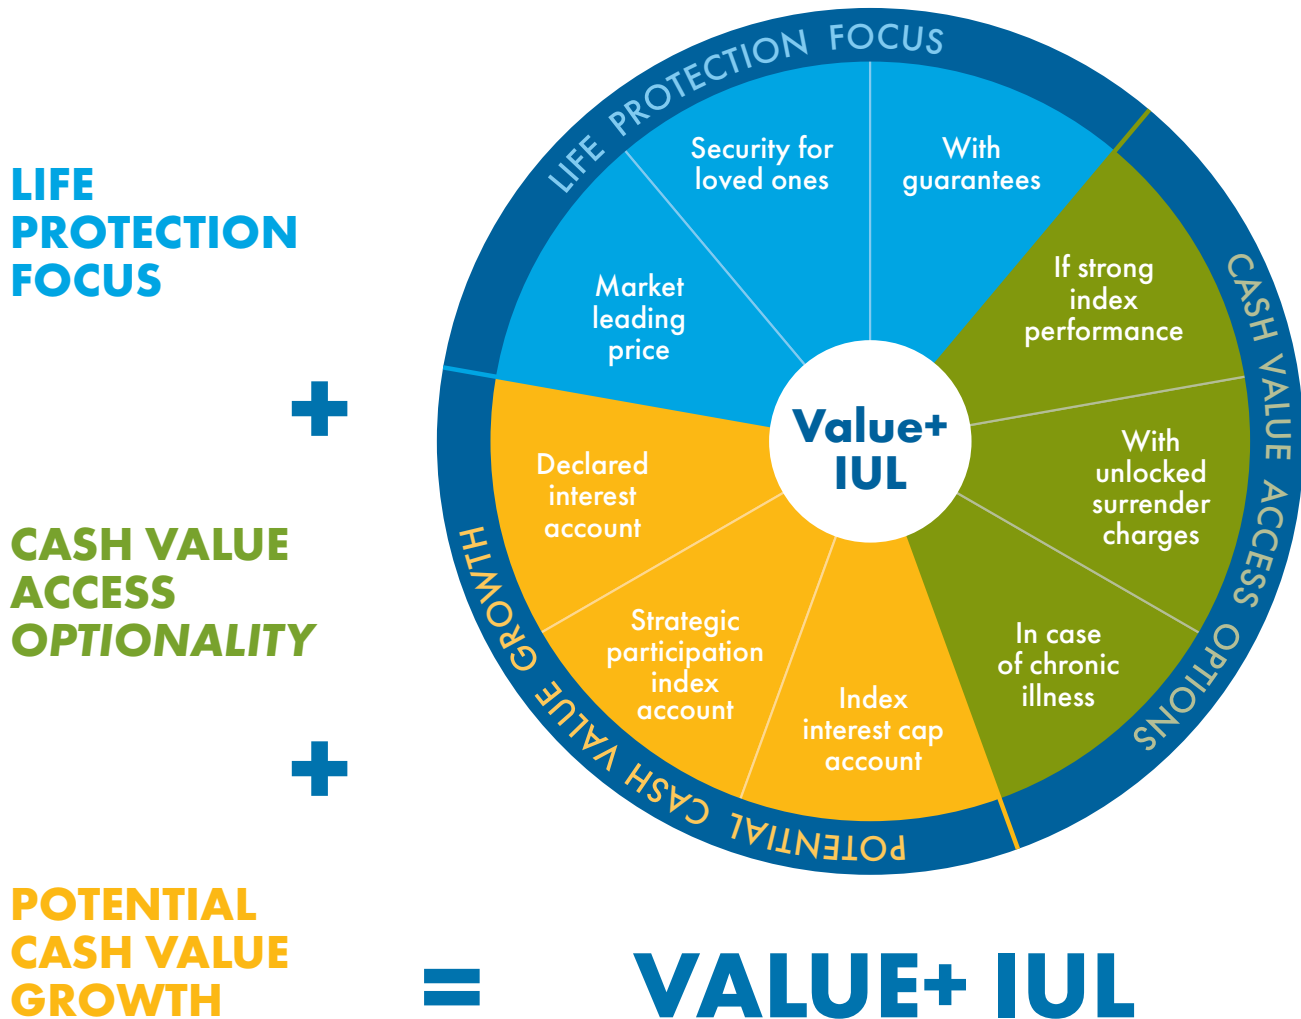 LIFE
PROTECTION
FOCUS
+
CASH VALUE
ACCESS
OPTIONALITY
+
POTENTIAL
CASH VALUE
GROWTH
=
VALUE+ IUL
LIFE PROTECTION FOCUS
Market
leading
price
Security for
loved ones
With
guarantees
CASH VALUE ACCESS OPTIONS
If strong
index
performance
With
unlocked
surrender
charges
In case
of chronic
illness
POTENTIAL CASH VALUE GROWTH
Index
interest cap
account
Strategic
participation
index
account
Declared
interest
account
Value+
IUL